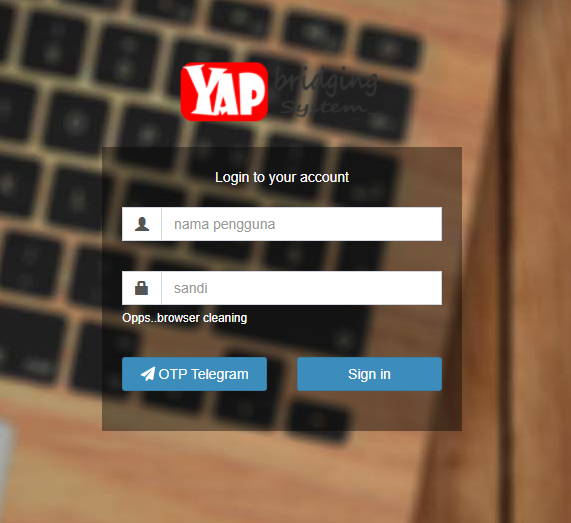 YAP bridging
System
Login to your account
nama pengguna
sandi
Opps..browser cleaning
OTP Telegram
Sign in